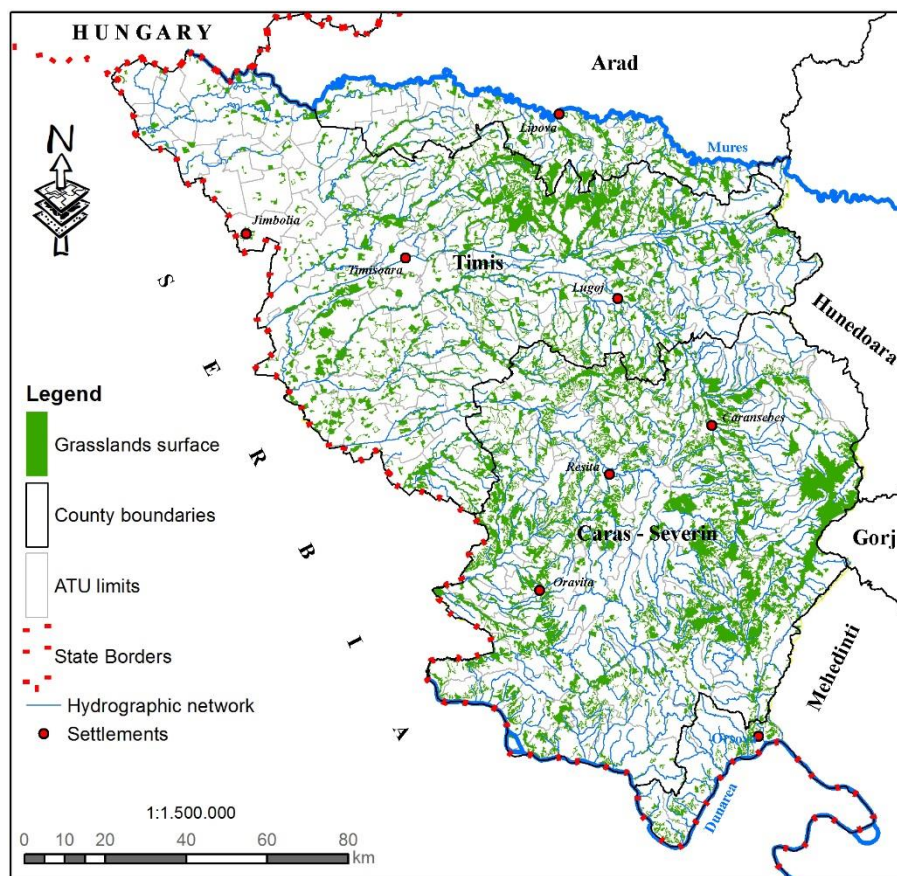 HUNGARY
Arad
Lipova
Mures
N
Jimbolia
Timisoara
Timis
Lugoj
Hunedoara
SERBIA
Legend
Grasslands surface
County boundaries
ATU limits
State Borders
Hydrographic network
Settlements
Caransebes
Resita
Caras - Severin
Gorj
Oravita
Mehedinti
Orsova
Dunarea
1:1.500.000
0 10 20 40 60 80
km